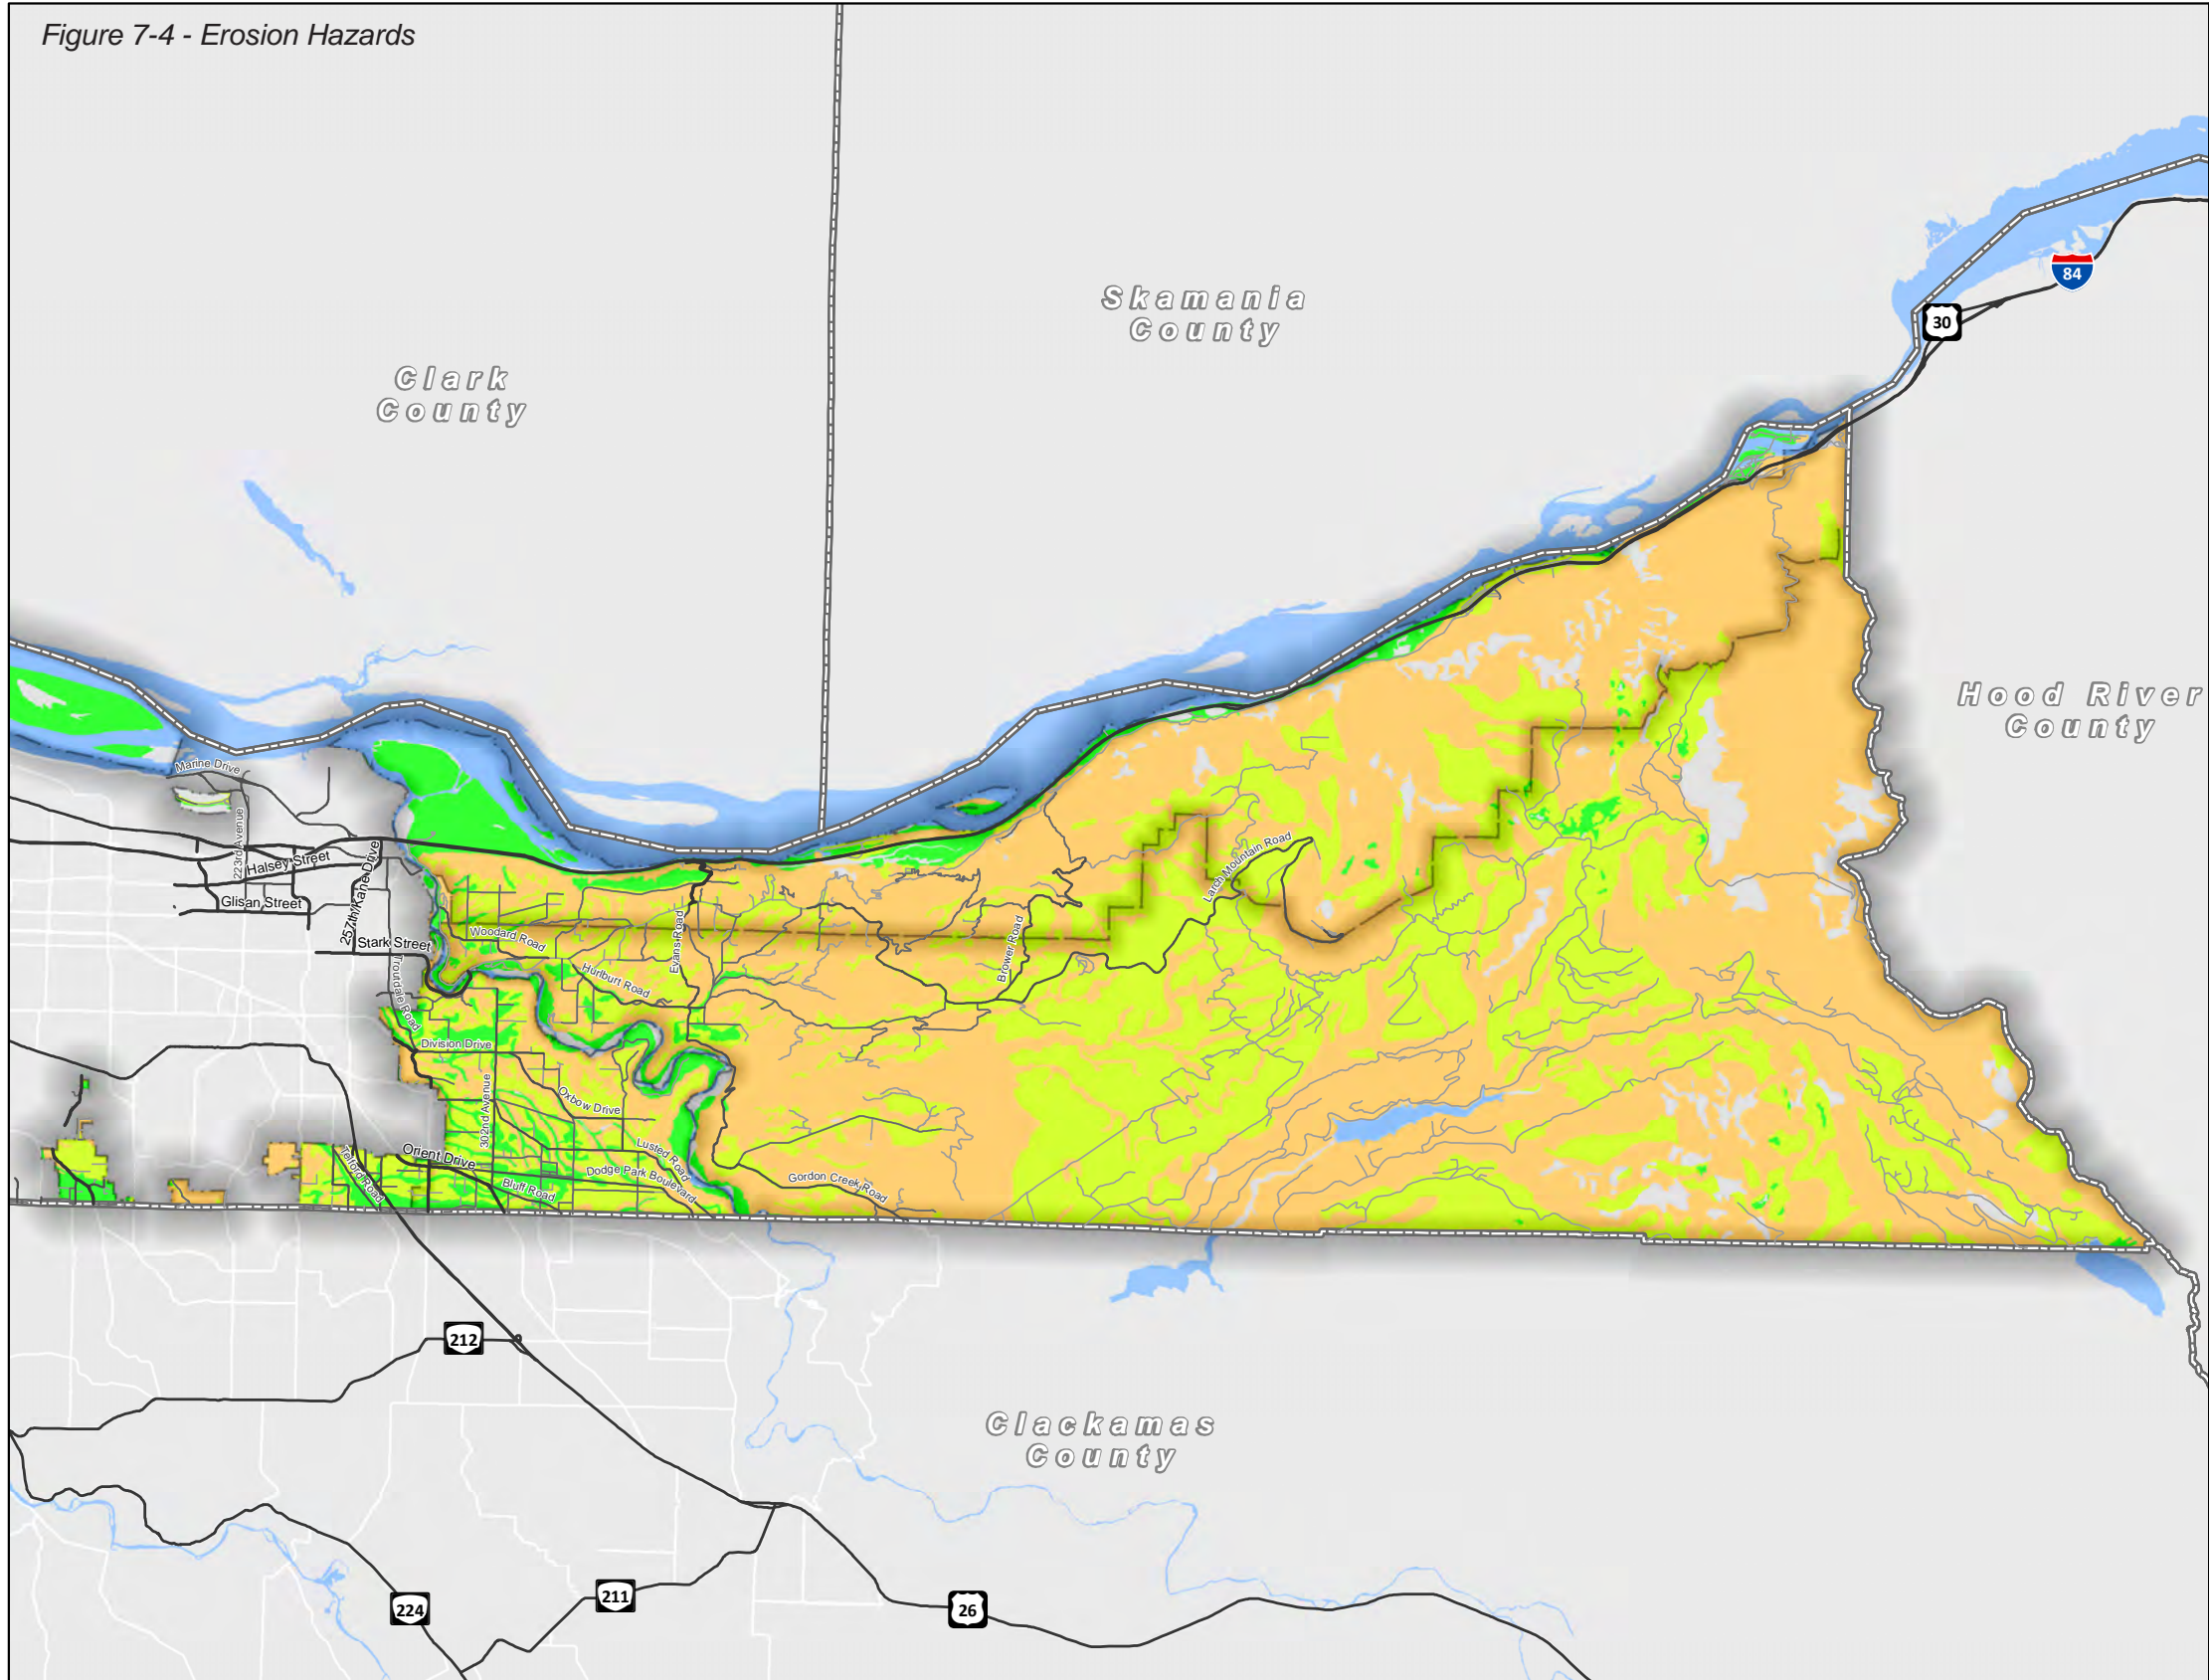 Figure 7-4 - Erosion Hazards
84
Skamania
County
30
Clark
County
Hood River
County
Marine Drive
223rd Avenue
Halsey Street
257th/Kane Drive
Larch Mountain Road
Glisan Street
Woodard Road
Stark Street
Evans Road
Brower Road
Hurlburt Road
Troutdale Road
Division Drive
302nd Avenue
Oxbow Drive
Lusted Road
Orient Drive
Telford Road
Dodge Park Boulevard
Bluff Road
Gordon Creek Road
212
Clackamas
County
211
224
26